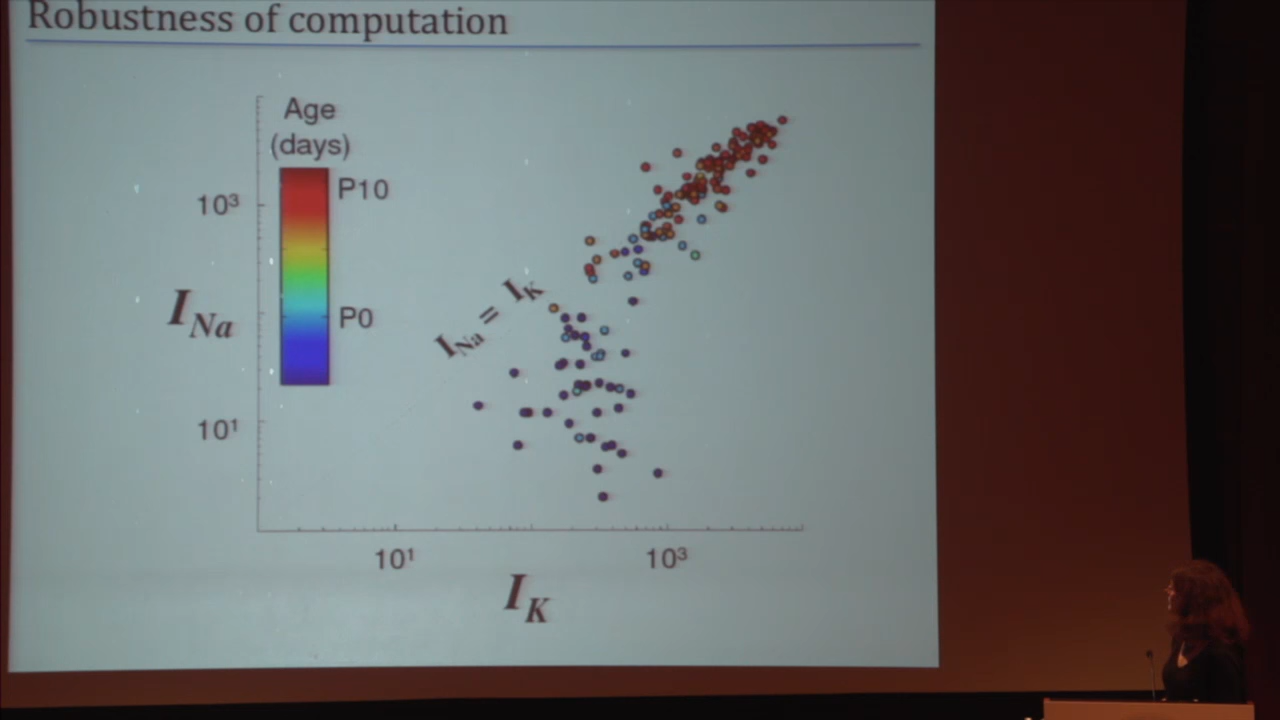 Robustness of computation
Age
(days)
P10
P0
10³
10¹
I_Na
I_Na = I_K
10¹
10³
I_K